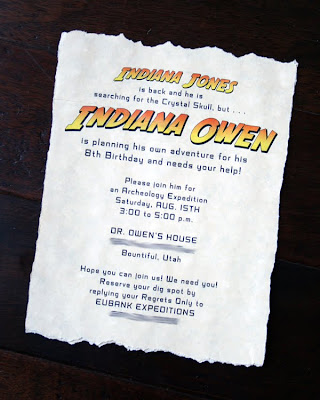 INDIANA JONES
is back and he is
searching for the Crystal Skull, but . . .
INDIANA OWEN
is planning his own adventure for his
8th Birthday and needs your help!
Please join him for
an Archeology Expedition
Saturday, AUG. 15TH
3:00 to 5:00 p.m.
DR. OWEN'S HOUSE
Bountiful, Utah
Hope you can join us! We need you!
Reserve your dig spot by
replying your Regrets Only to
EUBANK EXPEDITIONS